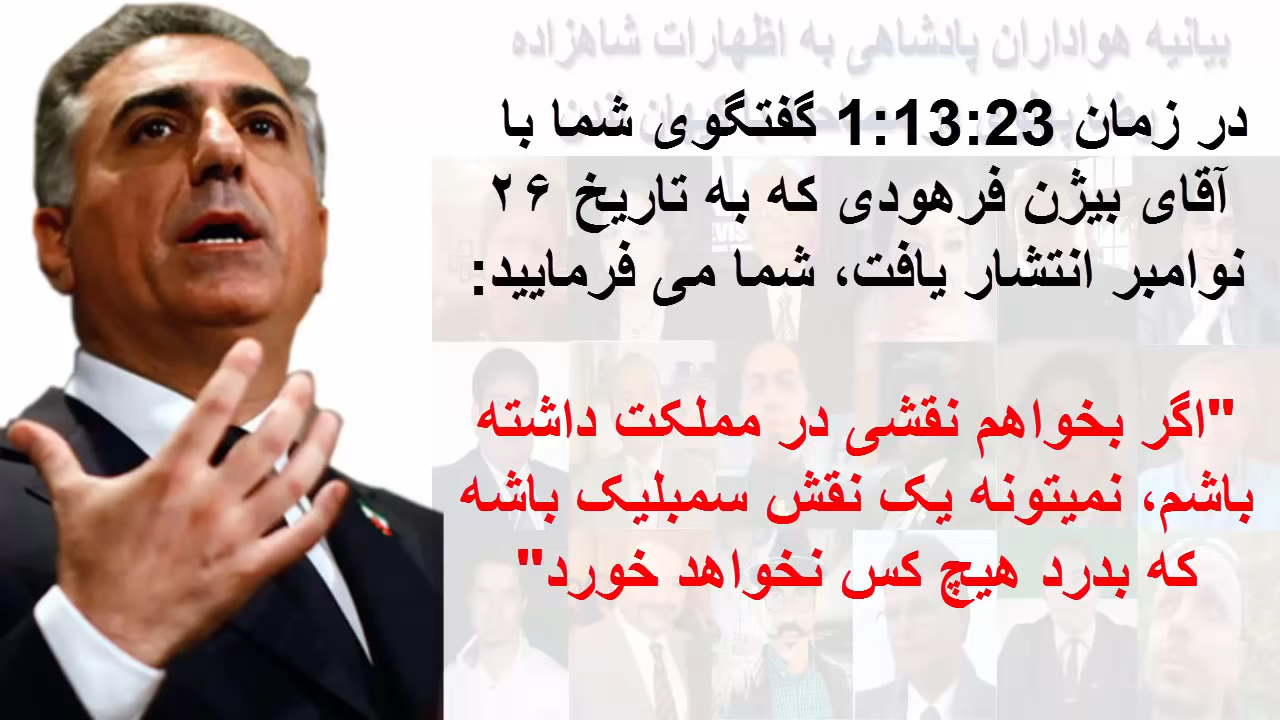 بیانیه هواداران پادشاهی به اظهارات شاهزاده
در زمان 1:13:23 گفتگوی شما با
آقای بیژن فرهودی که به تاریخ ۲۶
نوامبر انتشار یافت، شما می فرمایید:
"اگر بخواهم نقشی در مملکت داشته
باشم، نمیتونه یک نقش سمبلیک باشه
که بدرد هیچ کس نخواهد خورد"